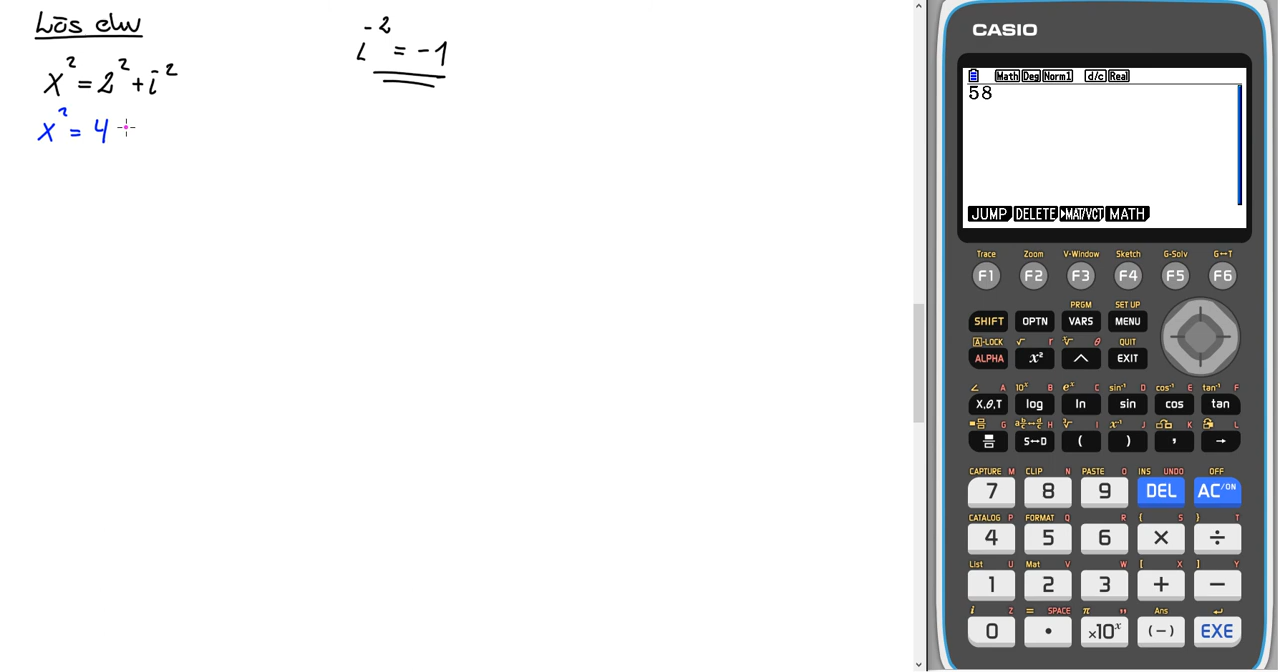 Lös ekv
x² = 2² + i²
x² = 4
i² = -1
CASIO
Math Deg Norm1 d/c Real
58
JUMP DELETE ▶MAT/VCT MATH
Trace Zoom V-Window Sketch G-Solv G↔T
F1 F2 F3 F4 F5 F6
PRGM SET UP
SHIFT OPTN VARS MENU
A-LOCK √ r ˣ√ θ QUIT
ALPHA x² ^ EXIT
∠ A 10ˣ B eˣ C sin⁻¹ D cos⁻¹ E tan⁻¹ F
X,θ,T log ln sin cos tan
G H ³√ I x⁻¹ J K L
S↔D ( ) , →
CAPTURE M CLIP N PASTE O INS UNDO OFF
7 8 9 DEL AC/ON
CATALOG P FORMAT Q R { S } T
4 5 6 × ÷
List U Mat V W [ X ] Y
1 2 3 + −
i Z = SPACE π " Ans ↵
0 • ×10ˣ (−) EXE